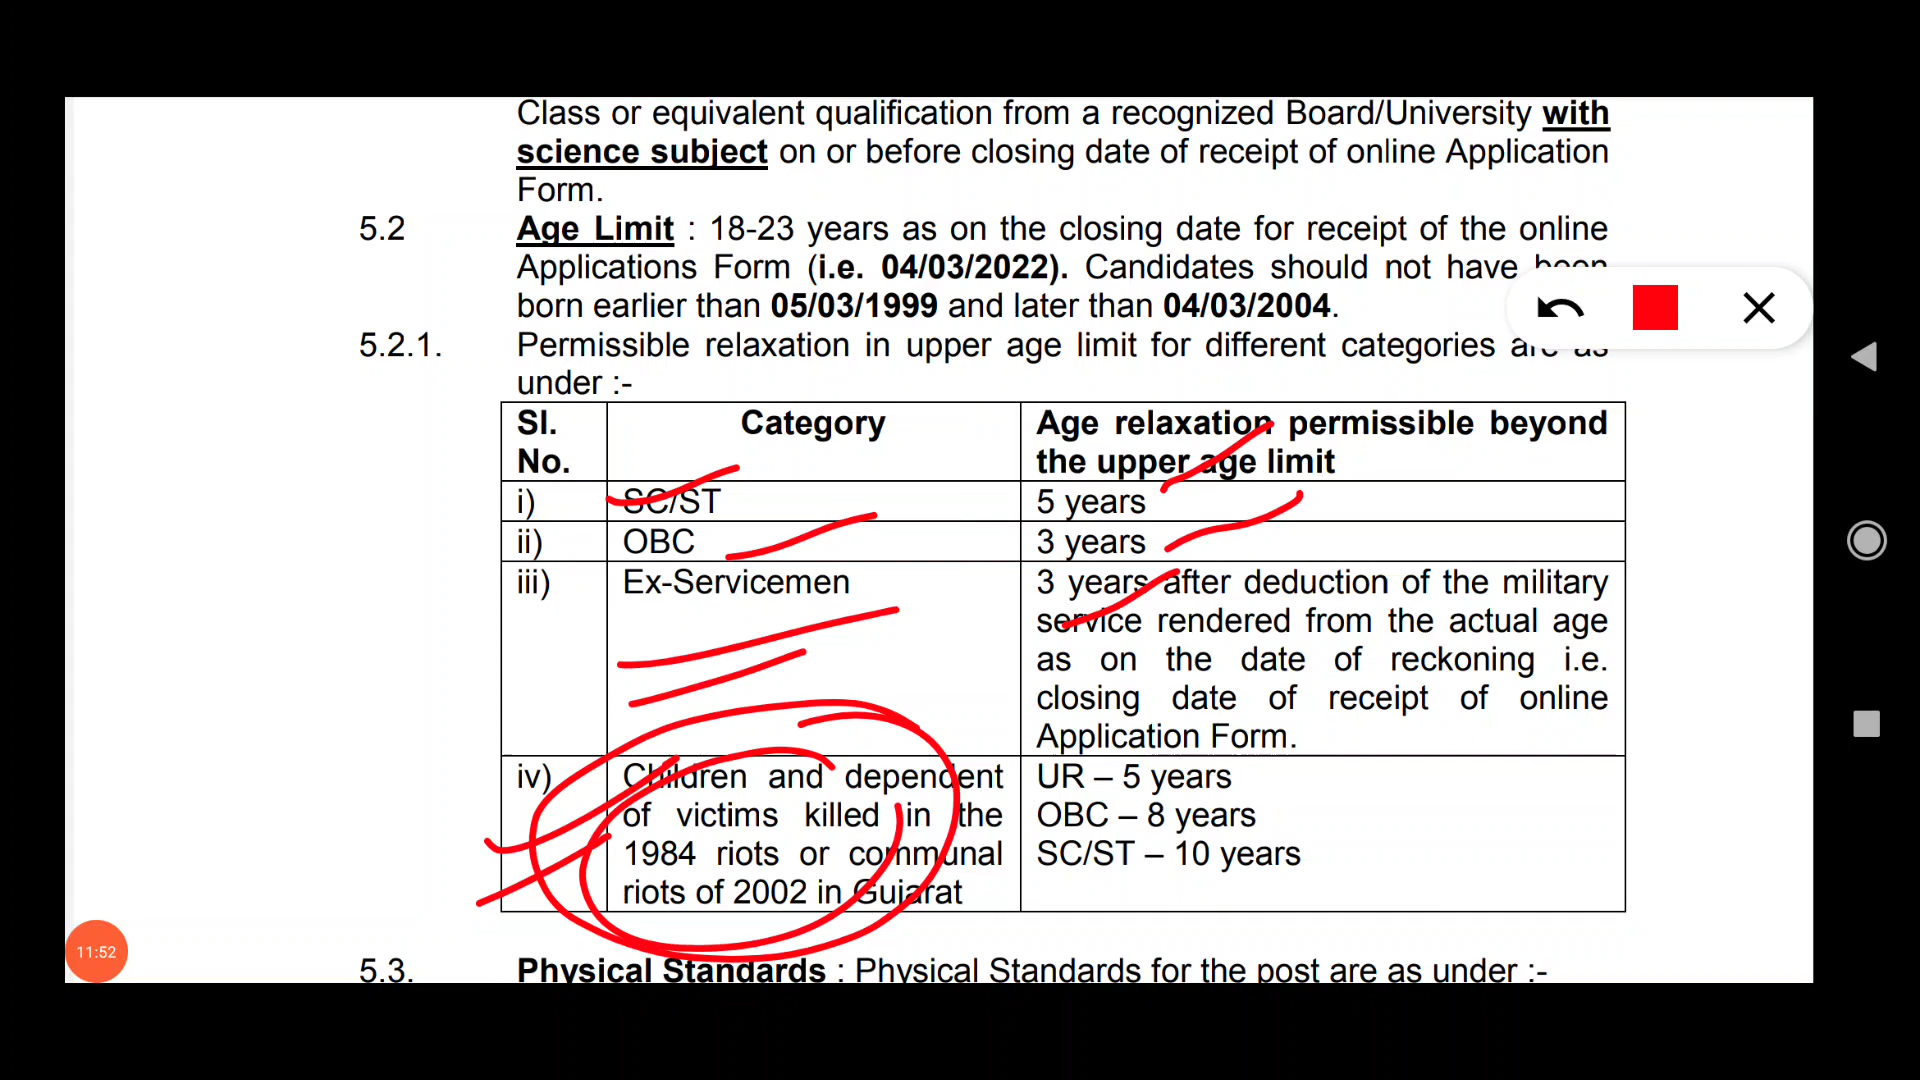 Class or equivalent qualification from a recognized Board/University with
science subject on or before closing date of receipt of online Application
Form.
5.2 Age Limit : 18-23 years as on the closing date for receipt of the online
Applications Form (i.e. 04/03/2022). Candidates should not have been
born earlier than 05/03/1999 and later than 04/03/2004.
5.2.1. Permissible relaxation in upper age limit for different categories are as
under :-
Sl. Category Age relaxation permissible beyond
No. the upper age limit
i) SC/ST 5 years
ii) OBC 3 years
iii) Ex-Servicemen 3 years after deduction of the military
service rendered from the actual age
as on the date of reckoning i.e.
closing date of receipt of online
Application Form.
iv) Children and dependent UR – 5 years
of victims killed in the OBC – 8 years
1984 riots or communal SC/ST – 10 years
riots of 2002 in Gujarat
11:52
5.3. Physical Standards : Physical Standards for the post are as under :-